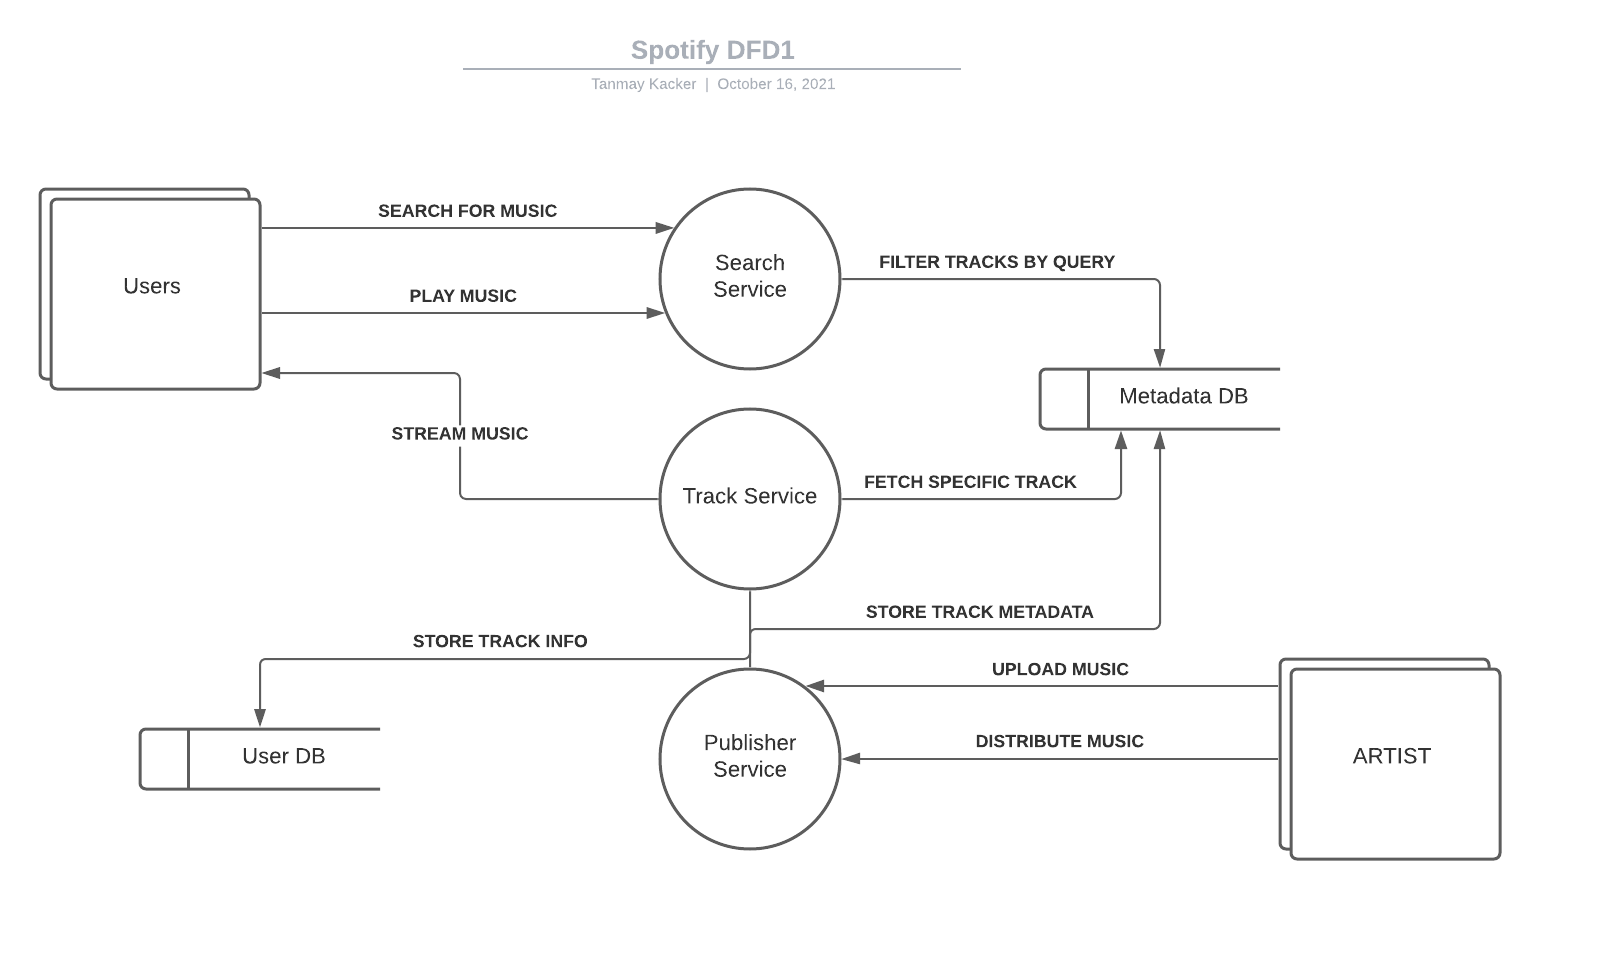 Spotify DFD1
Tanmay Kacker | October 16, 2021
SEARCH FOR MUSIC
Search
Service
FILTER TRACKS BY QUERY
Users
PLAY MUSIC
Metadata DB
STREAM MUSIC
Track Service
FETCH SPECIFIC TRACK
STORE TRACK METADATA
STORE TRACK INFO
UPLOAD MUSIC
User DB
Publisher
Service
DISTRIBUTE MUSIC
ARTIST